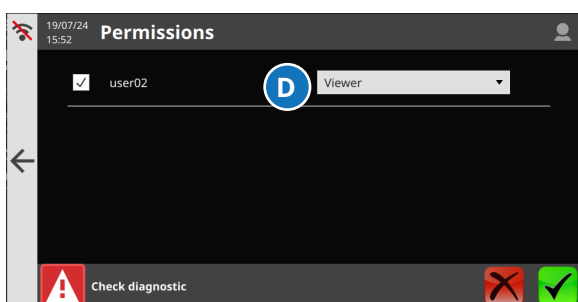 19/07/24
15:52
Permissions
user02
D
Viewer
Check diagnostic